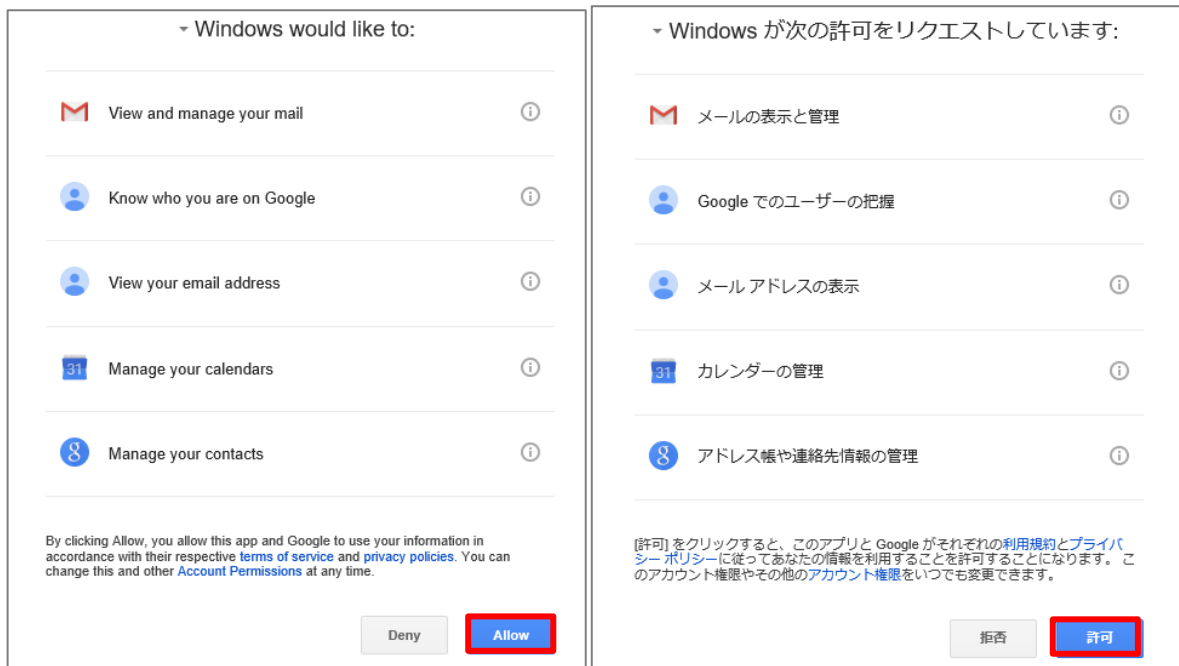 Windows would like to:
View and manage your mail
Know who you are on Google
View your email address
31
Manage your calendars
8
Manage your contacts
By clicking Allow, you allow this app and Google to use your information in
accordance with their respective terms of service and privacy policies. You can
change this and other Account Permissions at any time.
Deny
Allow
Windows が次の許可をリクエストしています:
メールの表示と管理
Google でのユーザーの把握
メール アドレスの表示
31
カレンダーの管理
8
アドレス帳や連絡先情報の管理
[許可] をクリックすると、このアプリと Google がそれぞれの利用規約とプライバ
シー ポリシーに従ってあなたの情報を利用することを許可することになります。 こ
のアカウント権限やその他のアカウント権限をいつでも変更できます。
拒否
許可